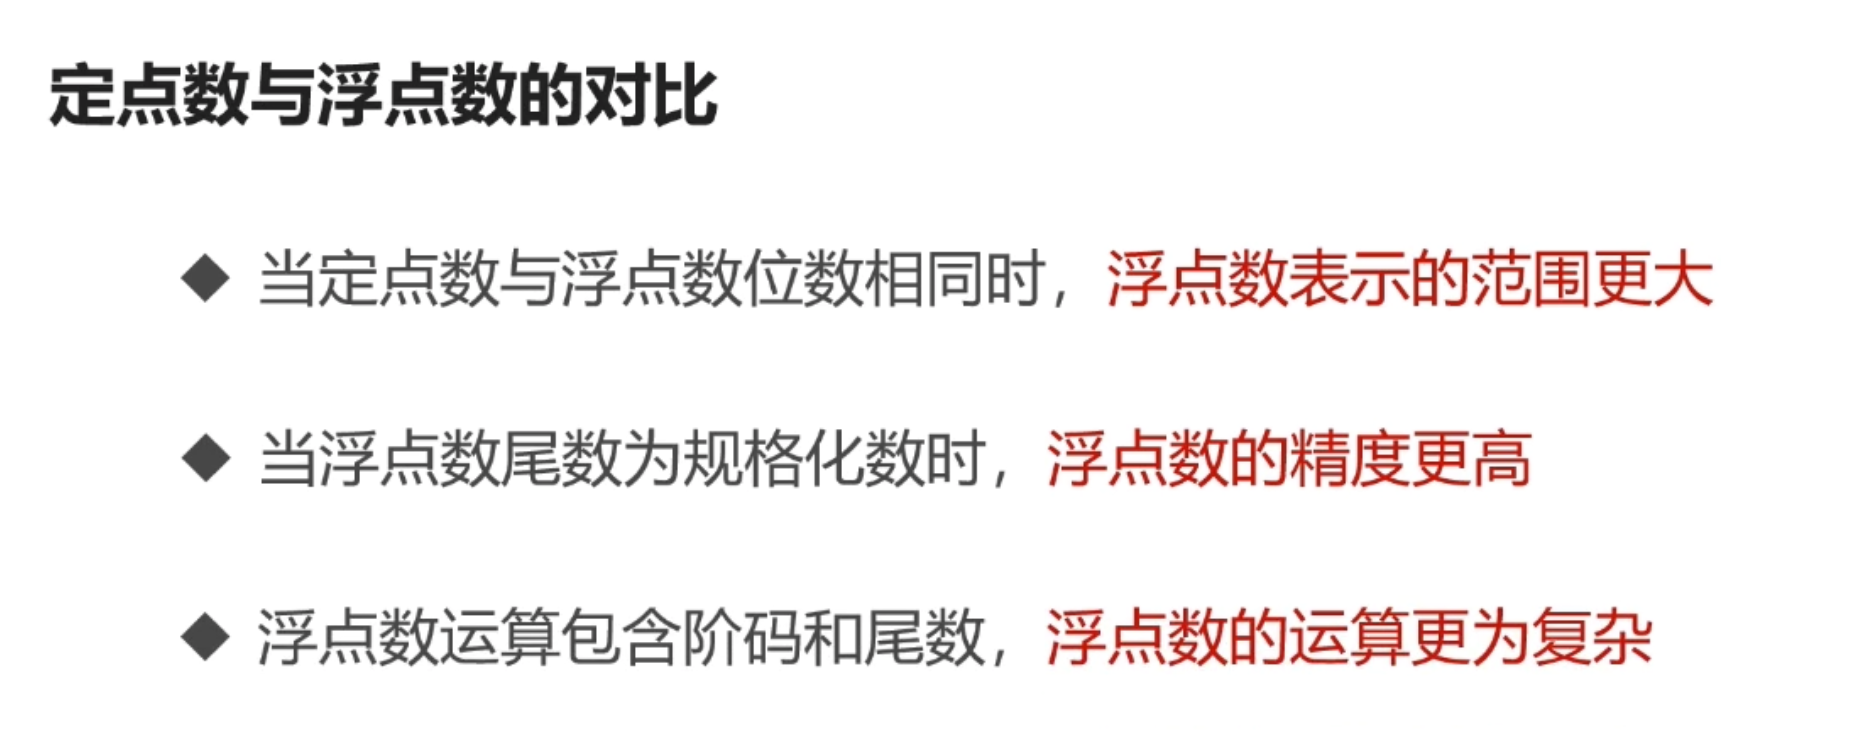 定点数与浮点数的对比
◆ 当定点数与浮点数位数相同时，浮点数表示的范围更大
◆ 当浮点数尾数为规格化数时，浮点数的精度更高
◆ 浮点数运算包含阶码和尾数，浮点数的运算更为复杂